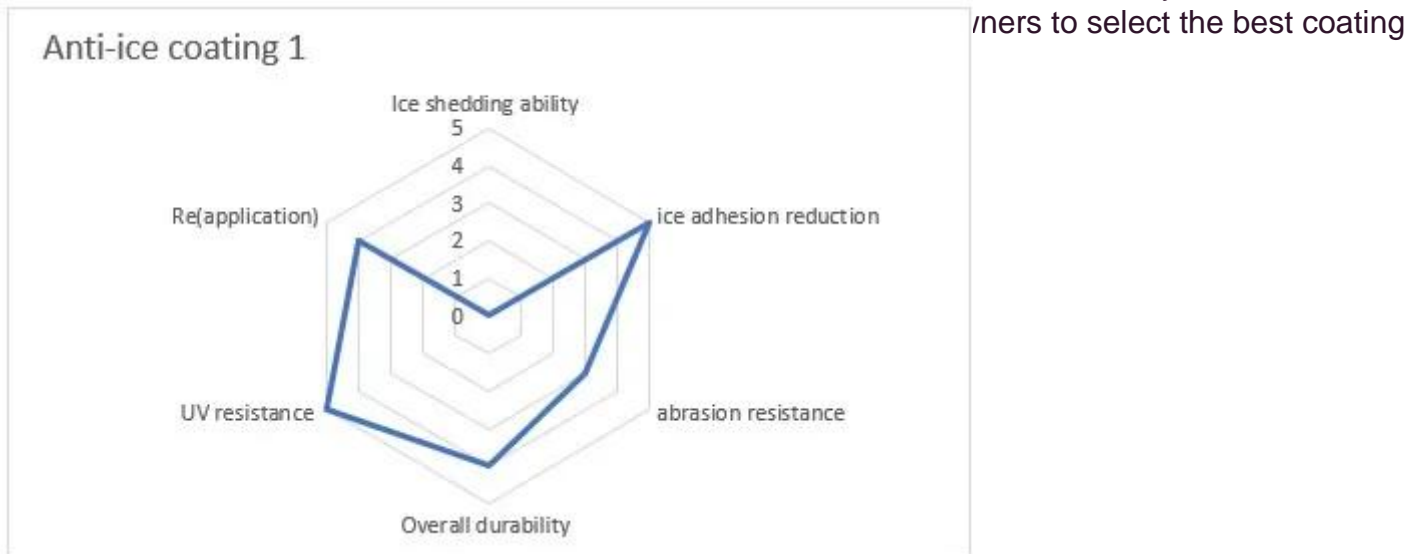 to select the best coating
Anti-ice coating 1
Ice shedding ability
5
4
3
2
1
0
Re(application)
ice adhesion reduction
UV resistance
abrasion resistance
Overall durability